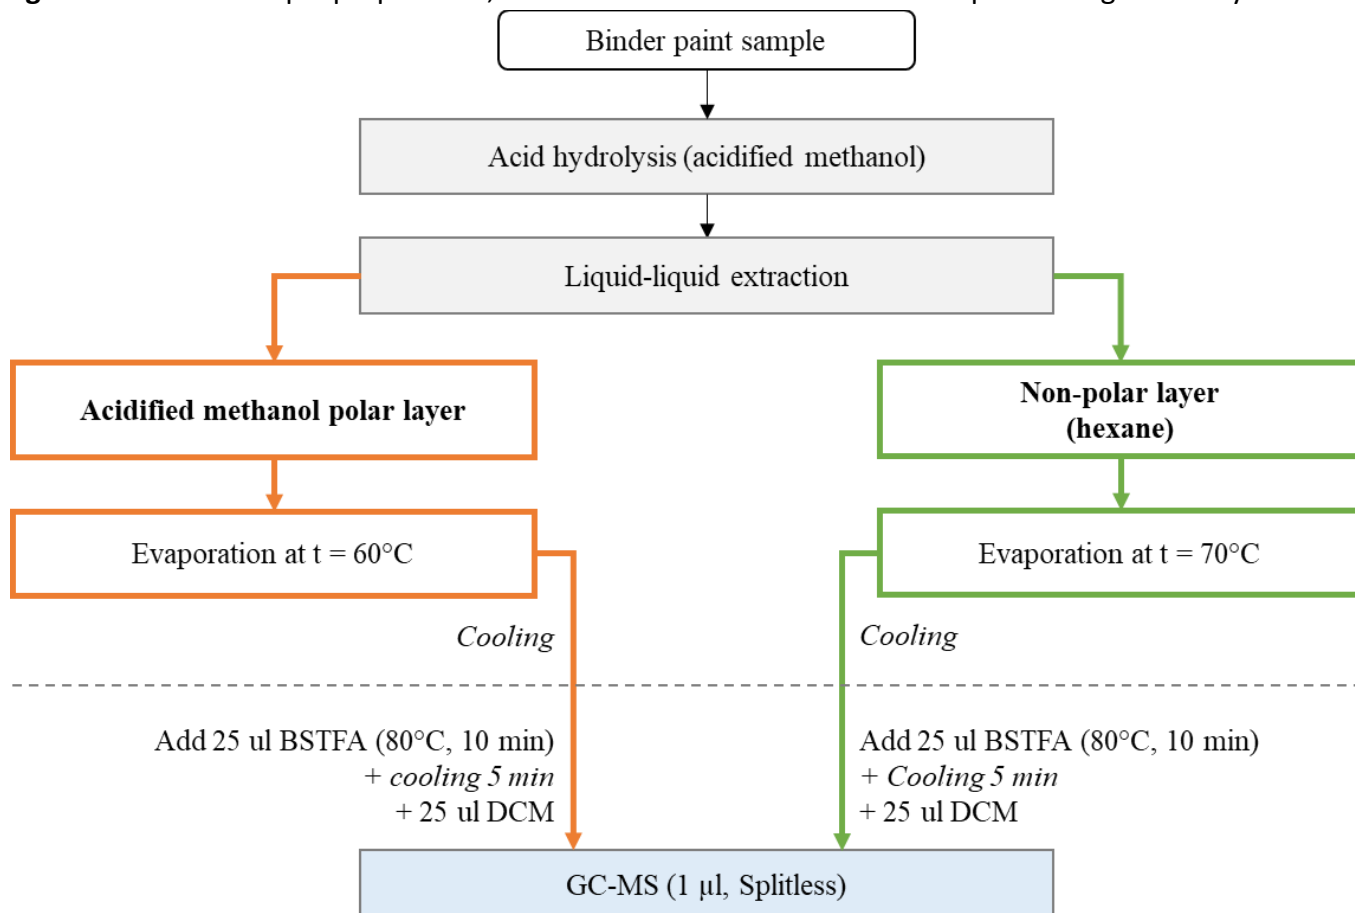 Binder paint sample
Acid hydrolysis (acidified methanol)
Liquid-liquid extraction
Acidified methanol polar layer
Non-polar layer
(hexane)
Evaporation at t = 60°C
Evaporation at t = 70°C
Cooling
Cooling
Add 25 ul BSTFA (80°C, 10 min)
+ cooling 5 min
+ 25 ul DCM
Add 25 ul BSTFA (80°C, 10 min)
+ Cooling 5 min
+ 25 ul DCM
GC-MS (1 µl, Splitless)